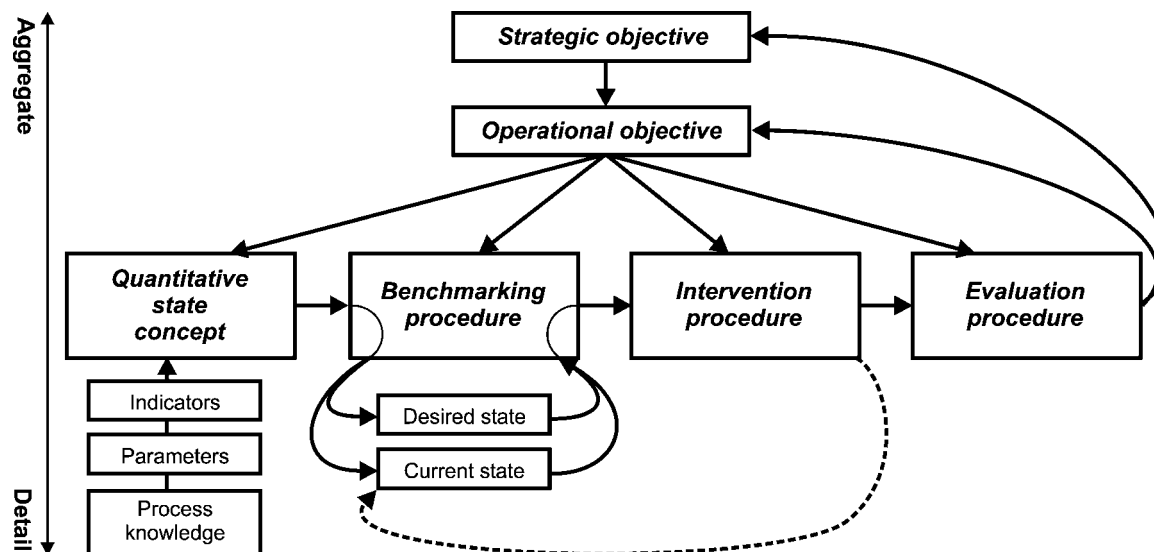 Aggregate
Detail
Strategic objective
Operational objective
Quantitative
state
concept
Benchmarking
procedure
Intervention
procedure
Evaluation
procedure
Indicators
Parameters
Process
knowledge
Desired state
Current state